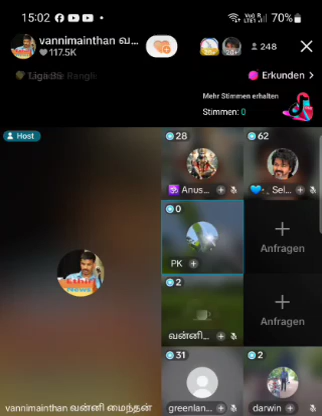 15:02
70%
vannimainthan வ...
117.5K
248
Liga
Erkunden >
Mehr Stimmen erhalten
Stimmen: 0
Host
28
62
Anus...
Sel...
0
PK
Anfragen
2
வன்னி...
Anfragen
31
2
greenlan...
darwin
vannimainthan வன்னி மைந்தன்